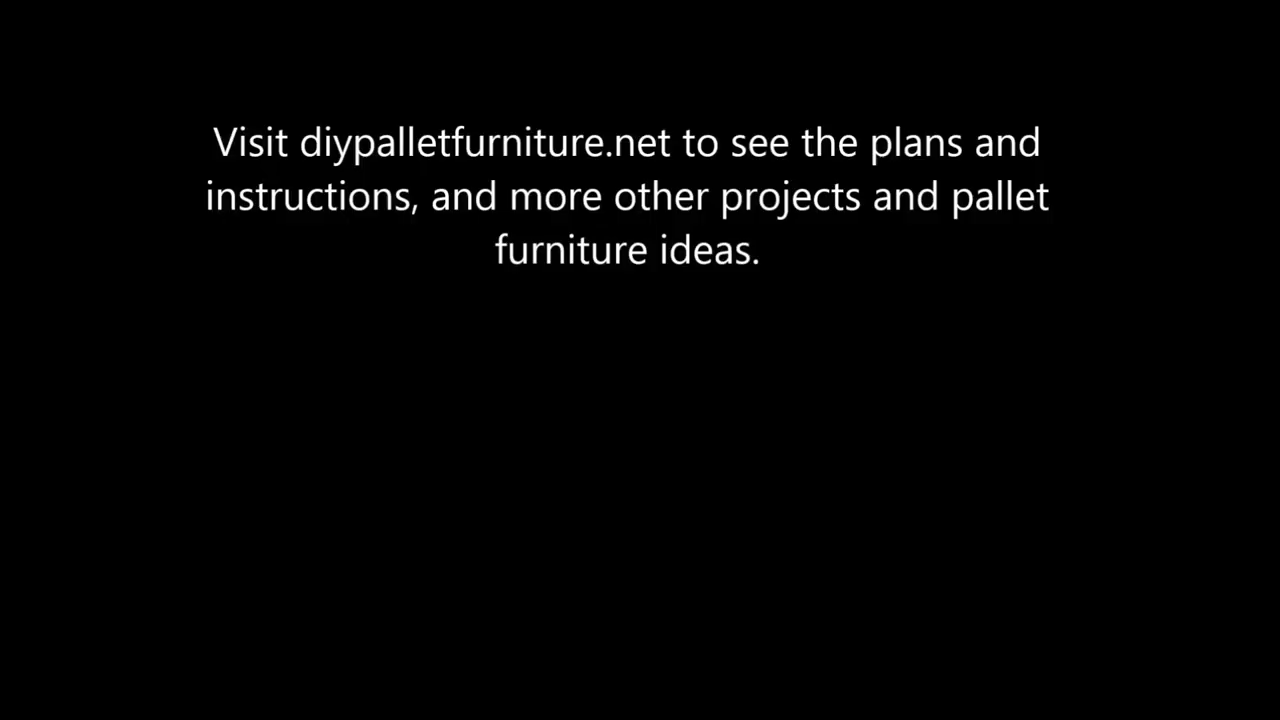 Visit diypalletfurniture.net to see the plans and
instructions, and more other projects and pallet
furniture ideas.